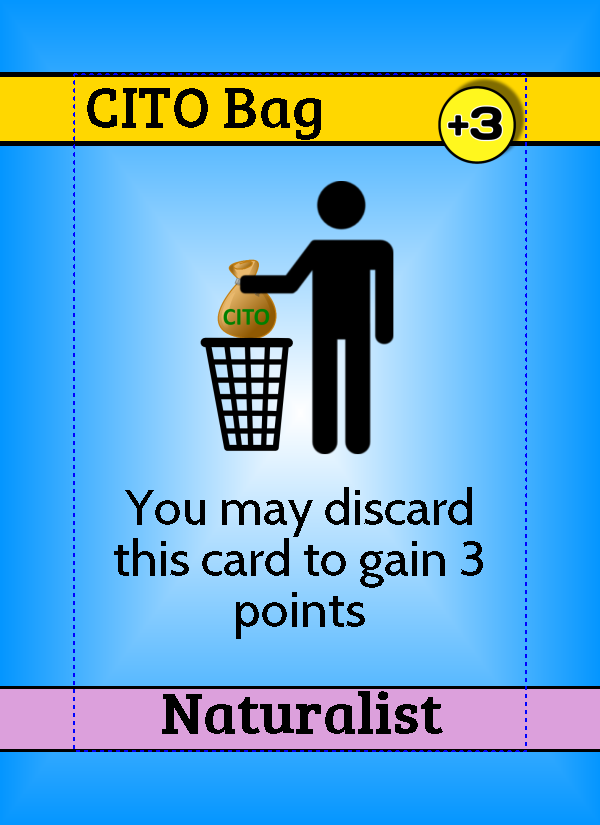 CITO Bag
+3
CITO
You may discard
this card to gain 3
points
Naturalist